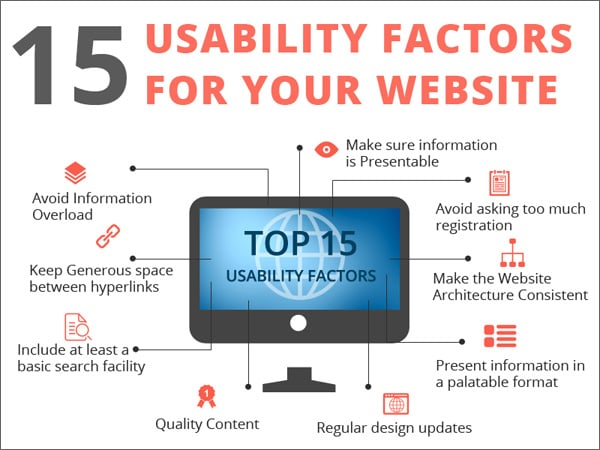 15
USABILITY FACTORS
FOR YOUR WEBSITE
Make sure information
is Presentable
Avoid Information
Overload
Avoid asking too much
registration
TOP 15
USABILITY FACTORS
Keep Generous space
between hyperlinks
Make the Website
Architecture Consistent
Include at least a
basic search facility
Present information in
a palatable format
1
Quality Content
Regular design updates